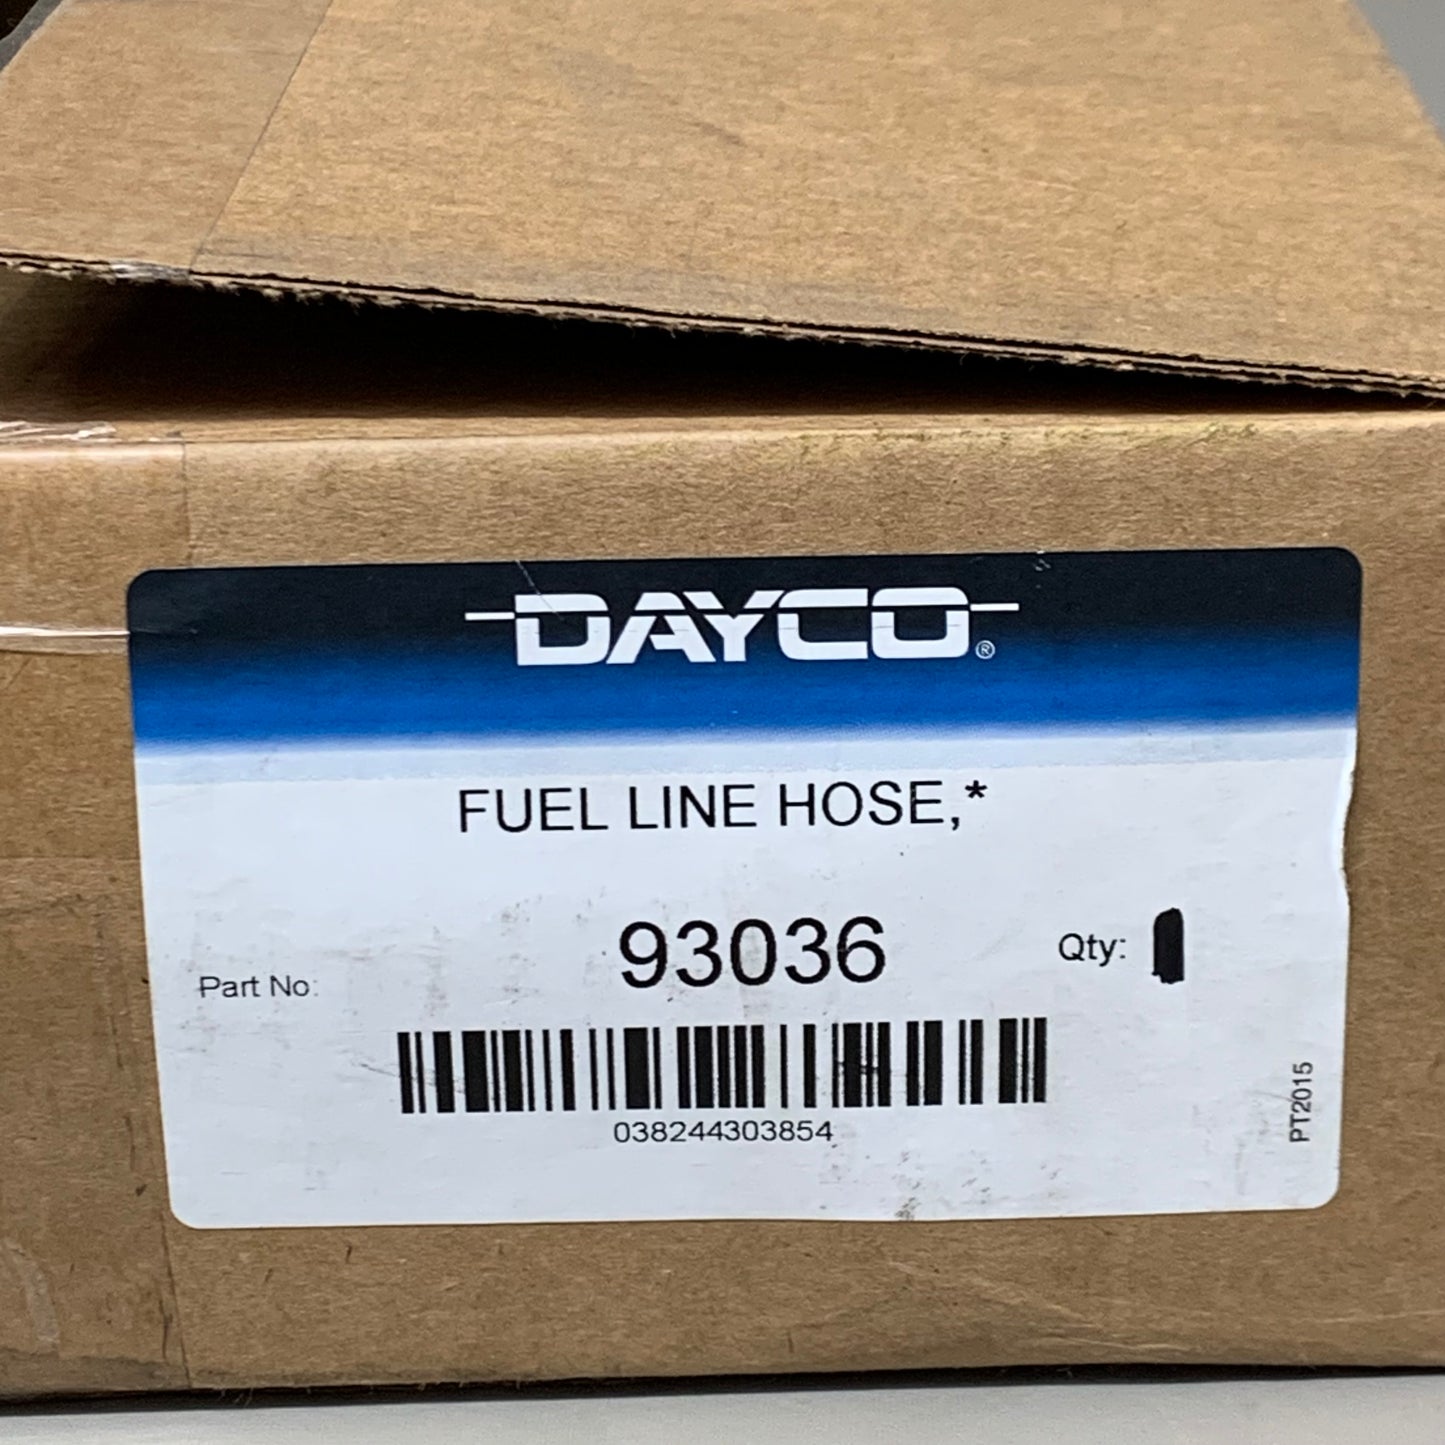 DAYCO®
FUEL LINE HOSE,*
Part No: 93036 Qty:
038244303854
PT2015